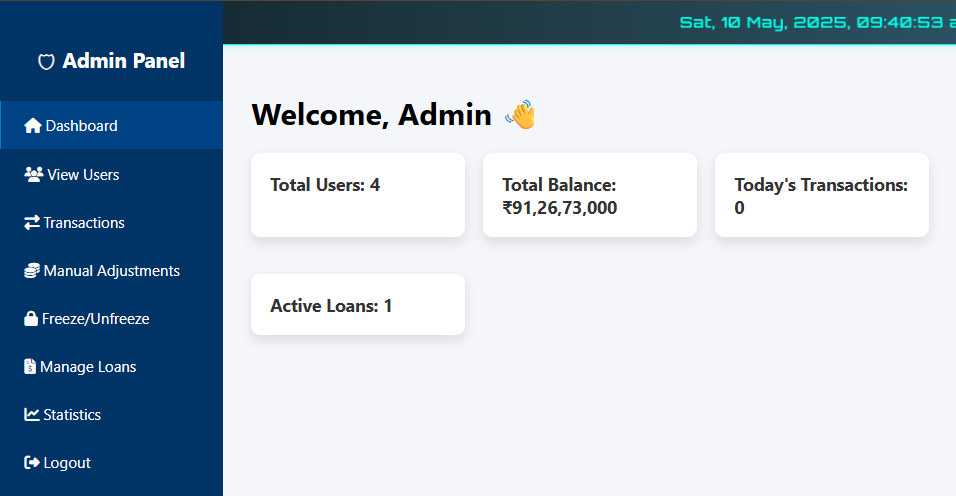 Sat, 10 May, 2025, 09:40:53 a
Admin Panel
Dashboard
View Users
Transactions
Manual Adjustments
Freeze/Unfreeze
Manage Loans
Statistics
Logout
Welcome, Admin 👋
Total Users: 4
Total Balance:
₹91,26,73,000
Today's Transactions:
0
Active Loans: 1